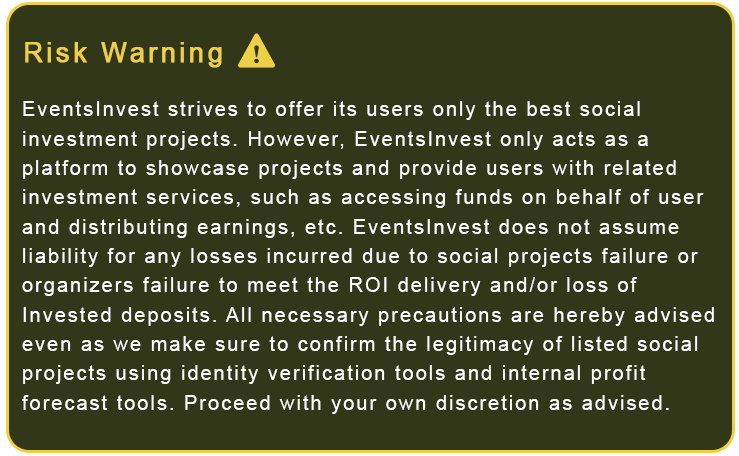 Risk Warning
EventsInvest strives to offer its users only the best social
investment projects. However, EventsInvest only acts as a
platform to showcase projects and provide users with related
investment services, such as accessing funds on behalf of user
and distributing earnings, etc. EventsInvest does not assume
liability for any losses incurred due to social projects failure or
organizers failure to meet the ROI delivery and/or loss of
Invested deposits. All necessary precautions are hereby advised
even as we make sure to confirm the legitimacy of listed social
projects using identity verification tools and internal profit
forecast tools. Proceed with your own discretion as advised.